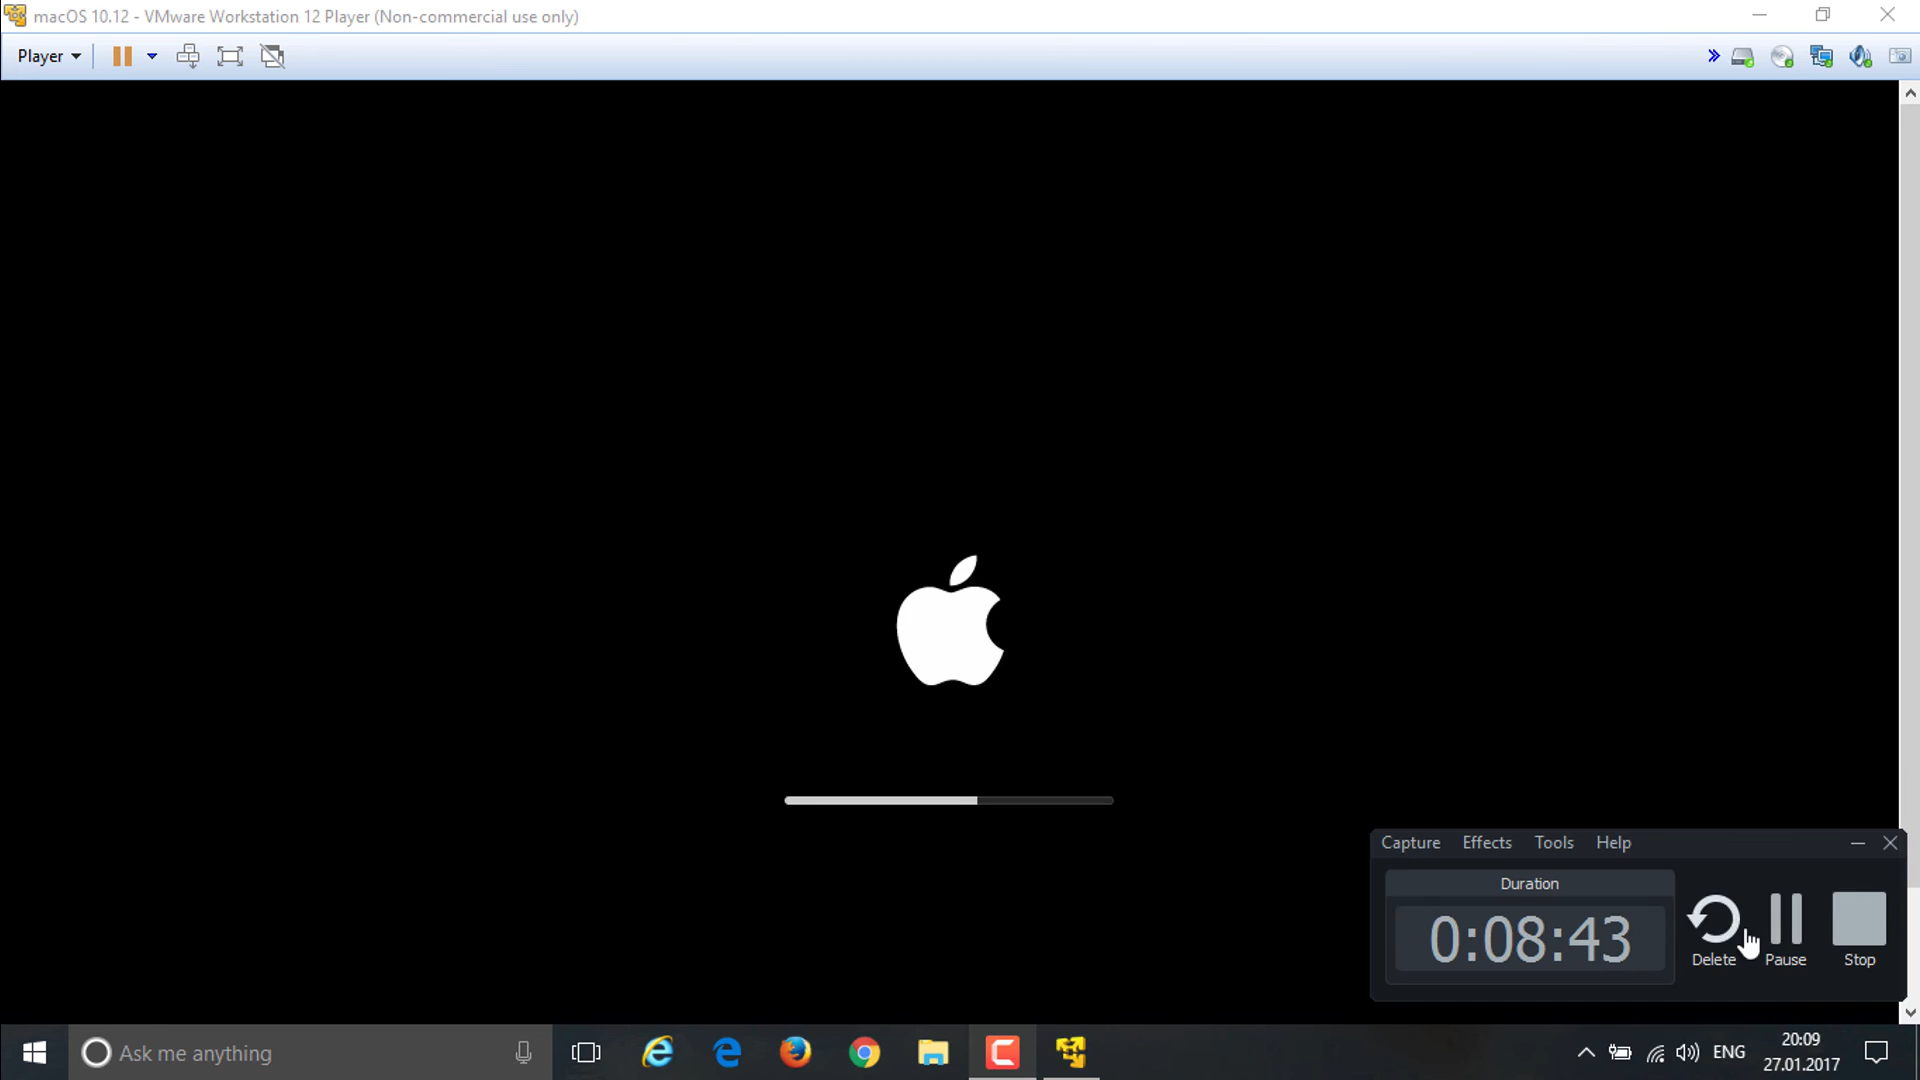 macOS 10.12 - VMware Workstation 12 Player (Non-commercial use only)
Player
Capture Effects Tools Help
Duration
0:08:43
Delete Pause Stop
Ask me anything
ENG
20:09
27.01.2017